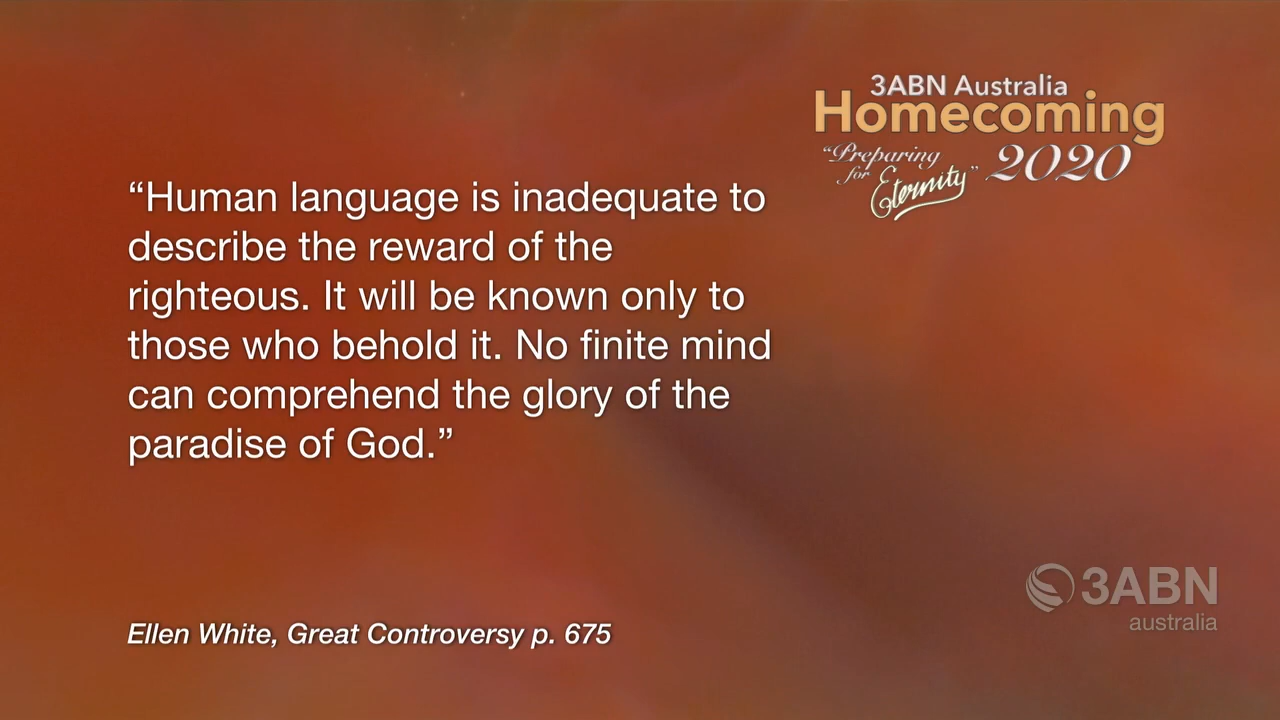 3ABN Australia
Homecoming
“Preparing for Eternity” 2020
“Human language is inadequate to
describe the reward of the
righteous. It will be known only to
those who behold it. No finite mind
can comprehend the glory of the
paradise of God.”
3ABN
australia
Ellen White, Great Controversy p. 675